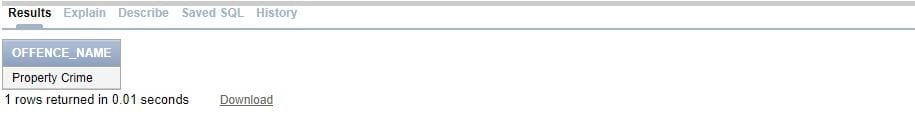 Results Explain Describe Saved SQL History
OFFENCE_NAME
Property Crime
1 rows returned in 0.01 seconds Download